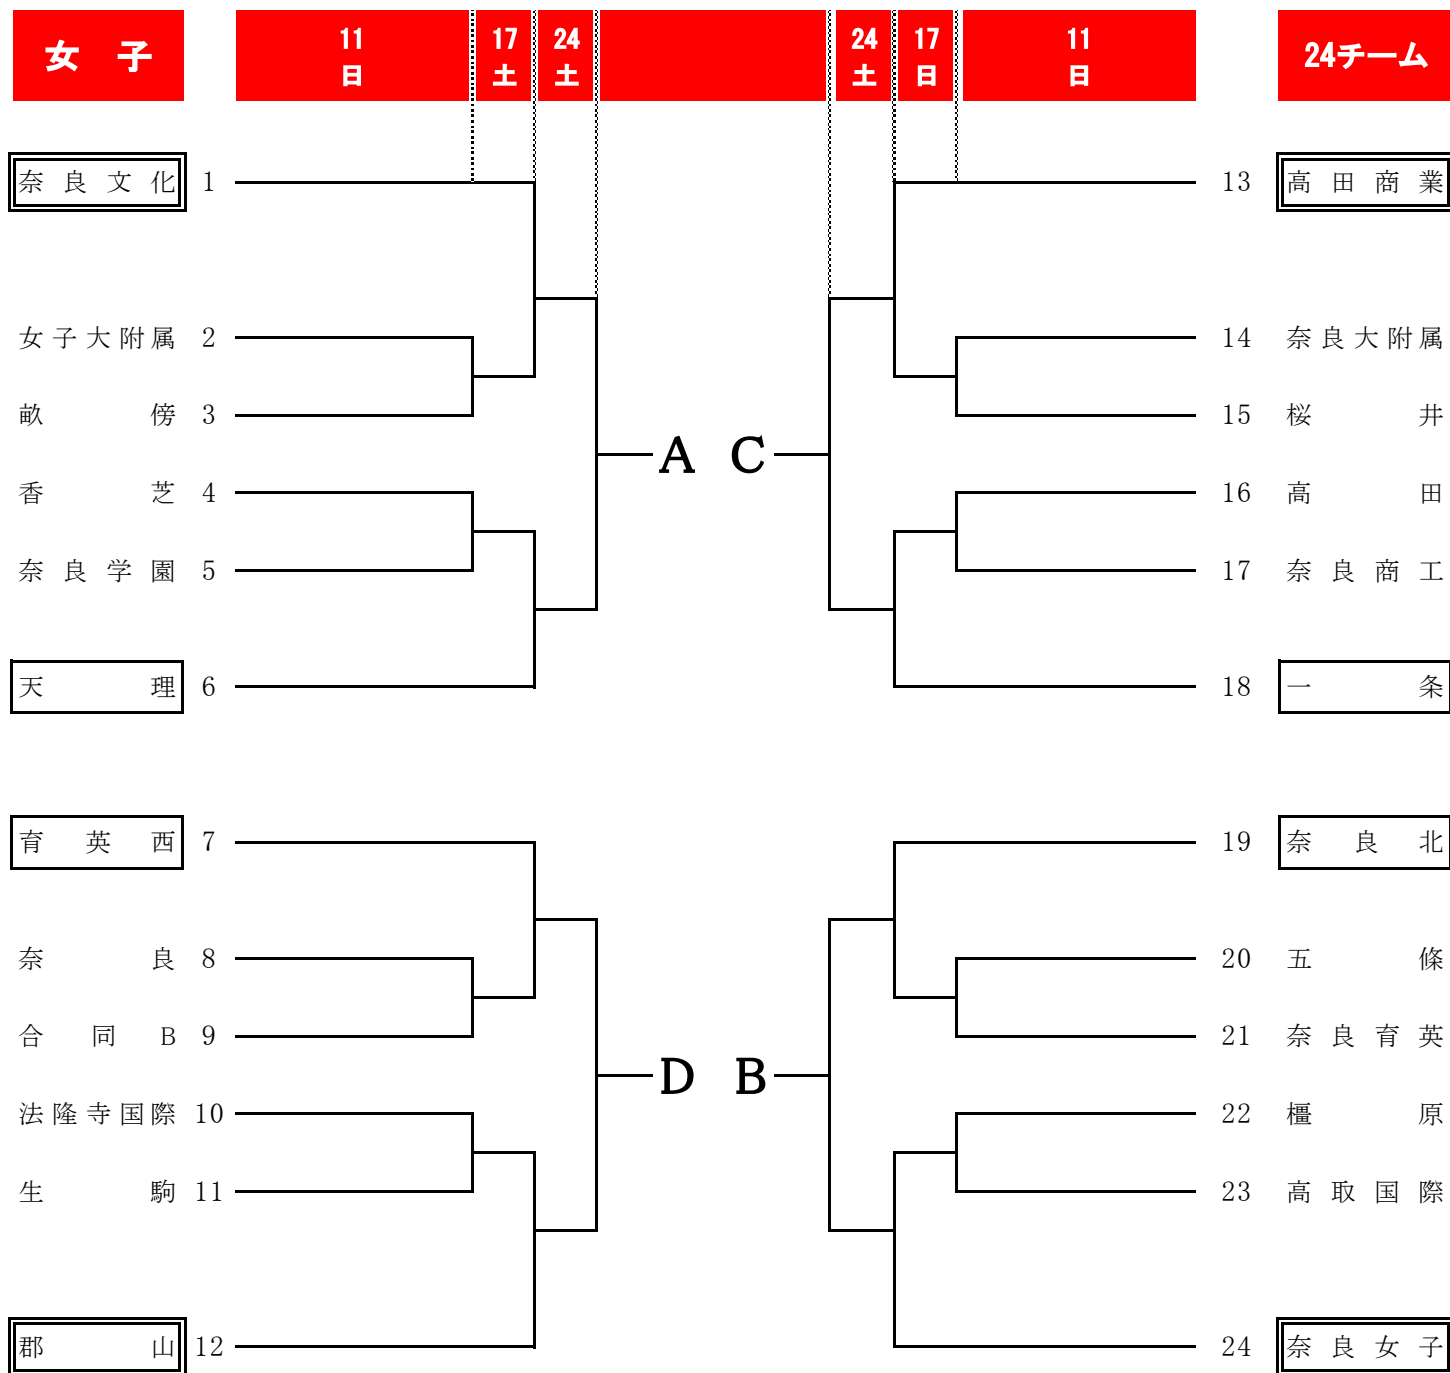 女 子 11 17 24 24 17 11 24チーム
日 土 土 土 日 日
奈良文化 1 13 高田商業
女子大附属 2 14 奈良大附属
畝傍 3 15 桜井
A C
香芝 4 16 高田
奈良学園 5 17 奈良商工
天理 6 18 一条
育英西 7 19 奈良北
奈良 8 20 五條
合同B 9 21 奈良育英
D B
法隆寺国際 10 22 橿原
生駒 11 23 高取国際
郡山 12 24 奈良女子